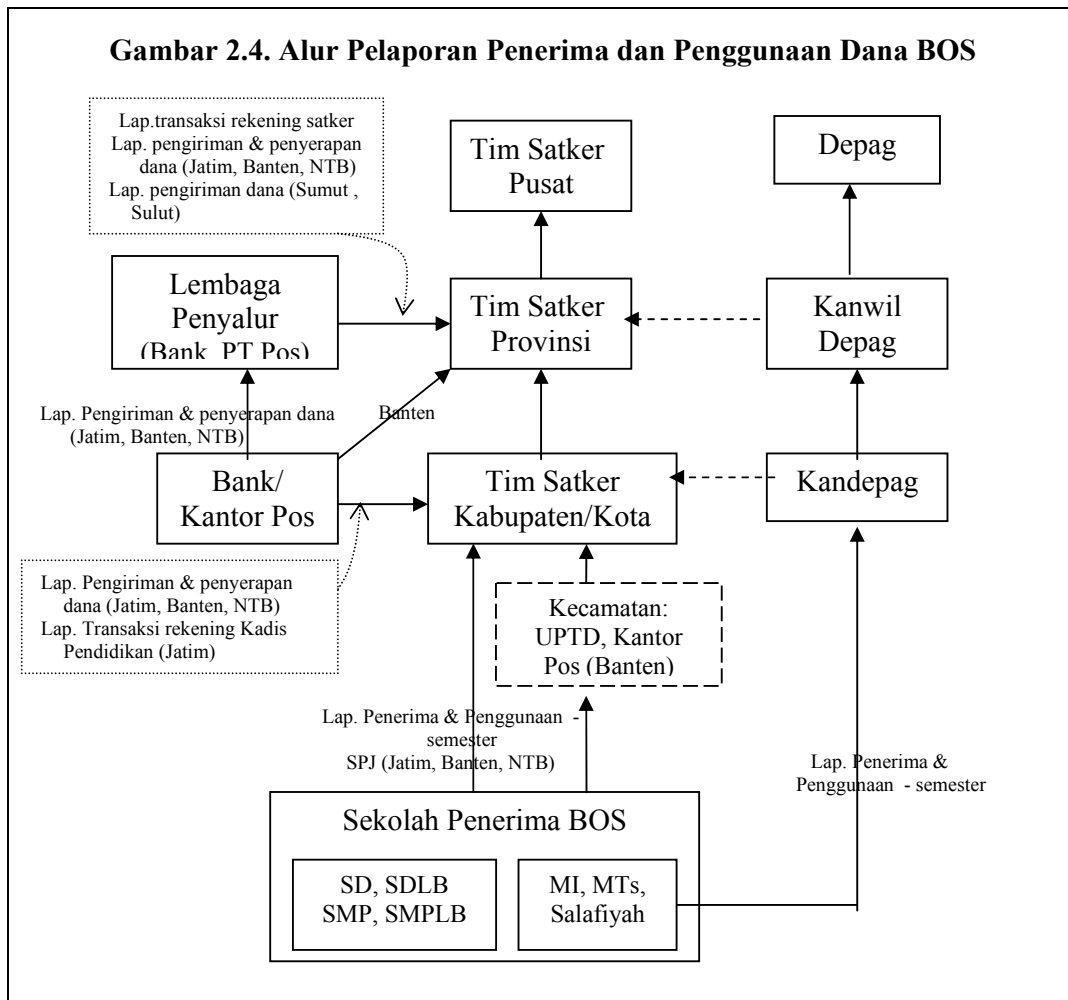 Gambar 2.4. Alur Pelaporan Penerima dan Penggunaan Dana BOS
Lap.transaksi rekening satker
Lap. pengiriman & penyerapan
dana (Jatim, Banten, NTB)
Lap. pengiriman dana (Sumut ,
Sulut)
Tim Satker
Pusat
Depag
Lembaga
Penyalur
(Bank, PT Pos)
Tim Satker
Provinsi
Kanwil
Depag
Lap. Pengiriman & penyerapan dana
(Jatim, Banten, NTB)
Banten
Bank/
Kantor Pos
Tim Satker
Kabupaten/Kota
Kandepag
Lap. Pengiriman & penyerapan
dana (Jatim, Banten, NTB)
Lap. Transaksi rekening Kadis
Pendidikan (Jatim)
Kecamatan:
UPTD, Kantor
Pos (Banten)
Lap. Penerima & Penggunaan -
semester
SPJ (Jatim, Banten, NTB)
Lap. Penerima &
Penggunaan - semester
Sekolah Penerima BOS
SD, SDLB
SMP, SMPLB
MI, MTs,
Salafiyah